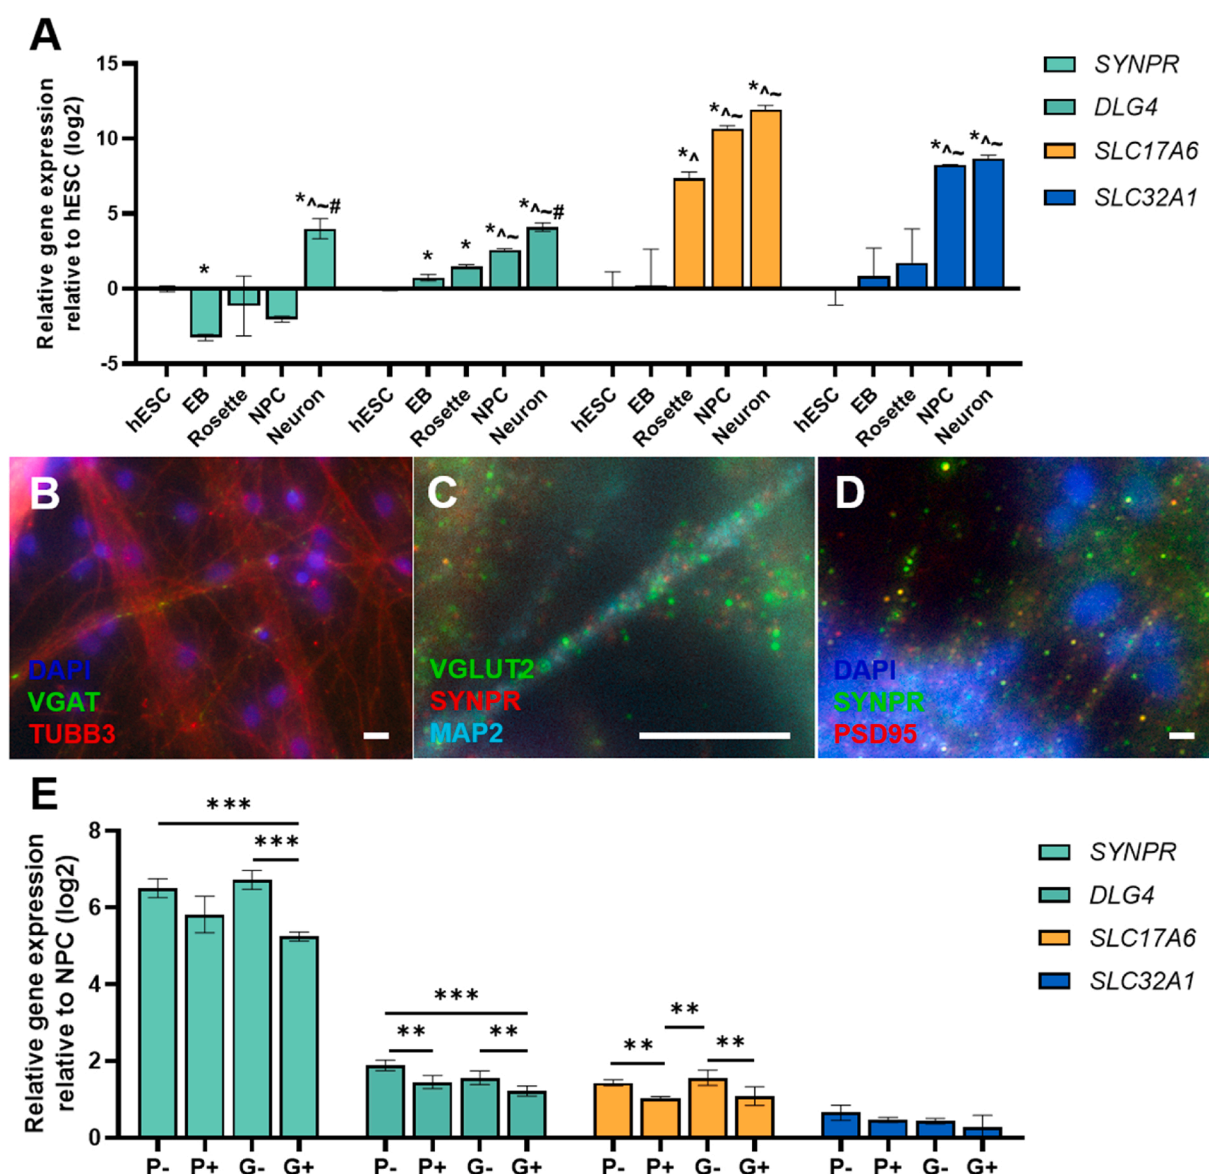 A
Relative gene expression
relative to hESC (log2)
15
10
5
0
-5
*
*^~#
*
*
*^~
*^~#
*^
*^~
*^~
*^~
*^~
hESC
EB
Rosette
NPC
Neuron
hESC
EB
Rosette
NPC
Neuron
hESC
EB
Rosette
NPC
Neuron
hESC
EB
Rosette
NPC
Neuron
SYNPR
DLG4
SLC17A6
SLC32A1
B
DAPI
VGAT
TUBB3
C
VGLUT2
SYNPR
MAP2
D
DAPI
SYNPR
PSD95
E
Relative gene expression
relative to NPC (log2)
8
6
4
2
0
***
***
***
**
**
**
**
**
P-
P+
G-
G+
P-
P+
G-
G+
P-
P+
G-
G+
P-
P+
G-
G+
SYNPR
DLG4
SLC17A6
SLC32A1